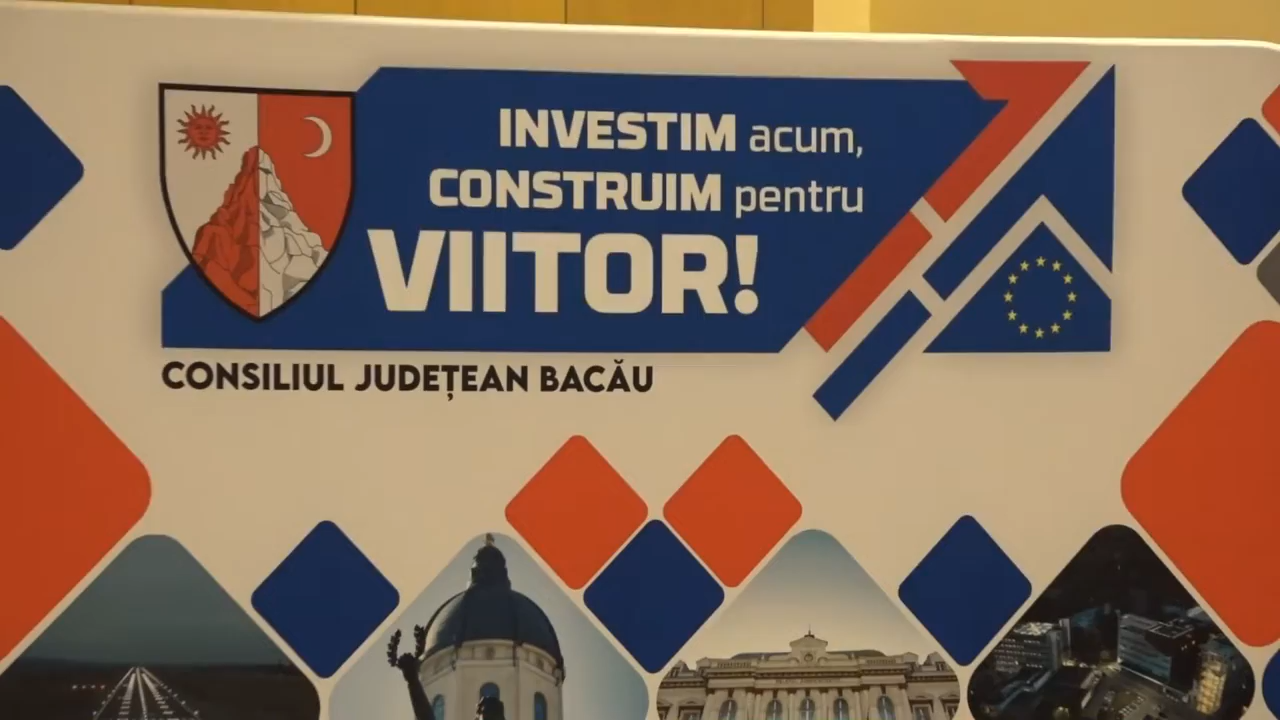 INVESTIM acum,
CONSTRUIM pentru
VIITOR!
CONSILIUL JUDEȚEAN BACĂU